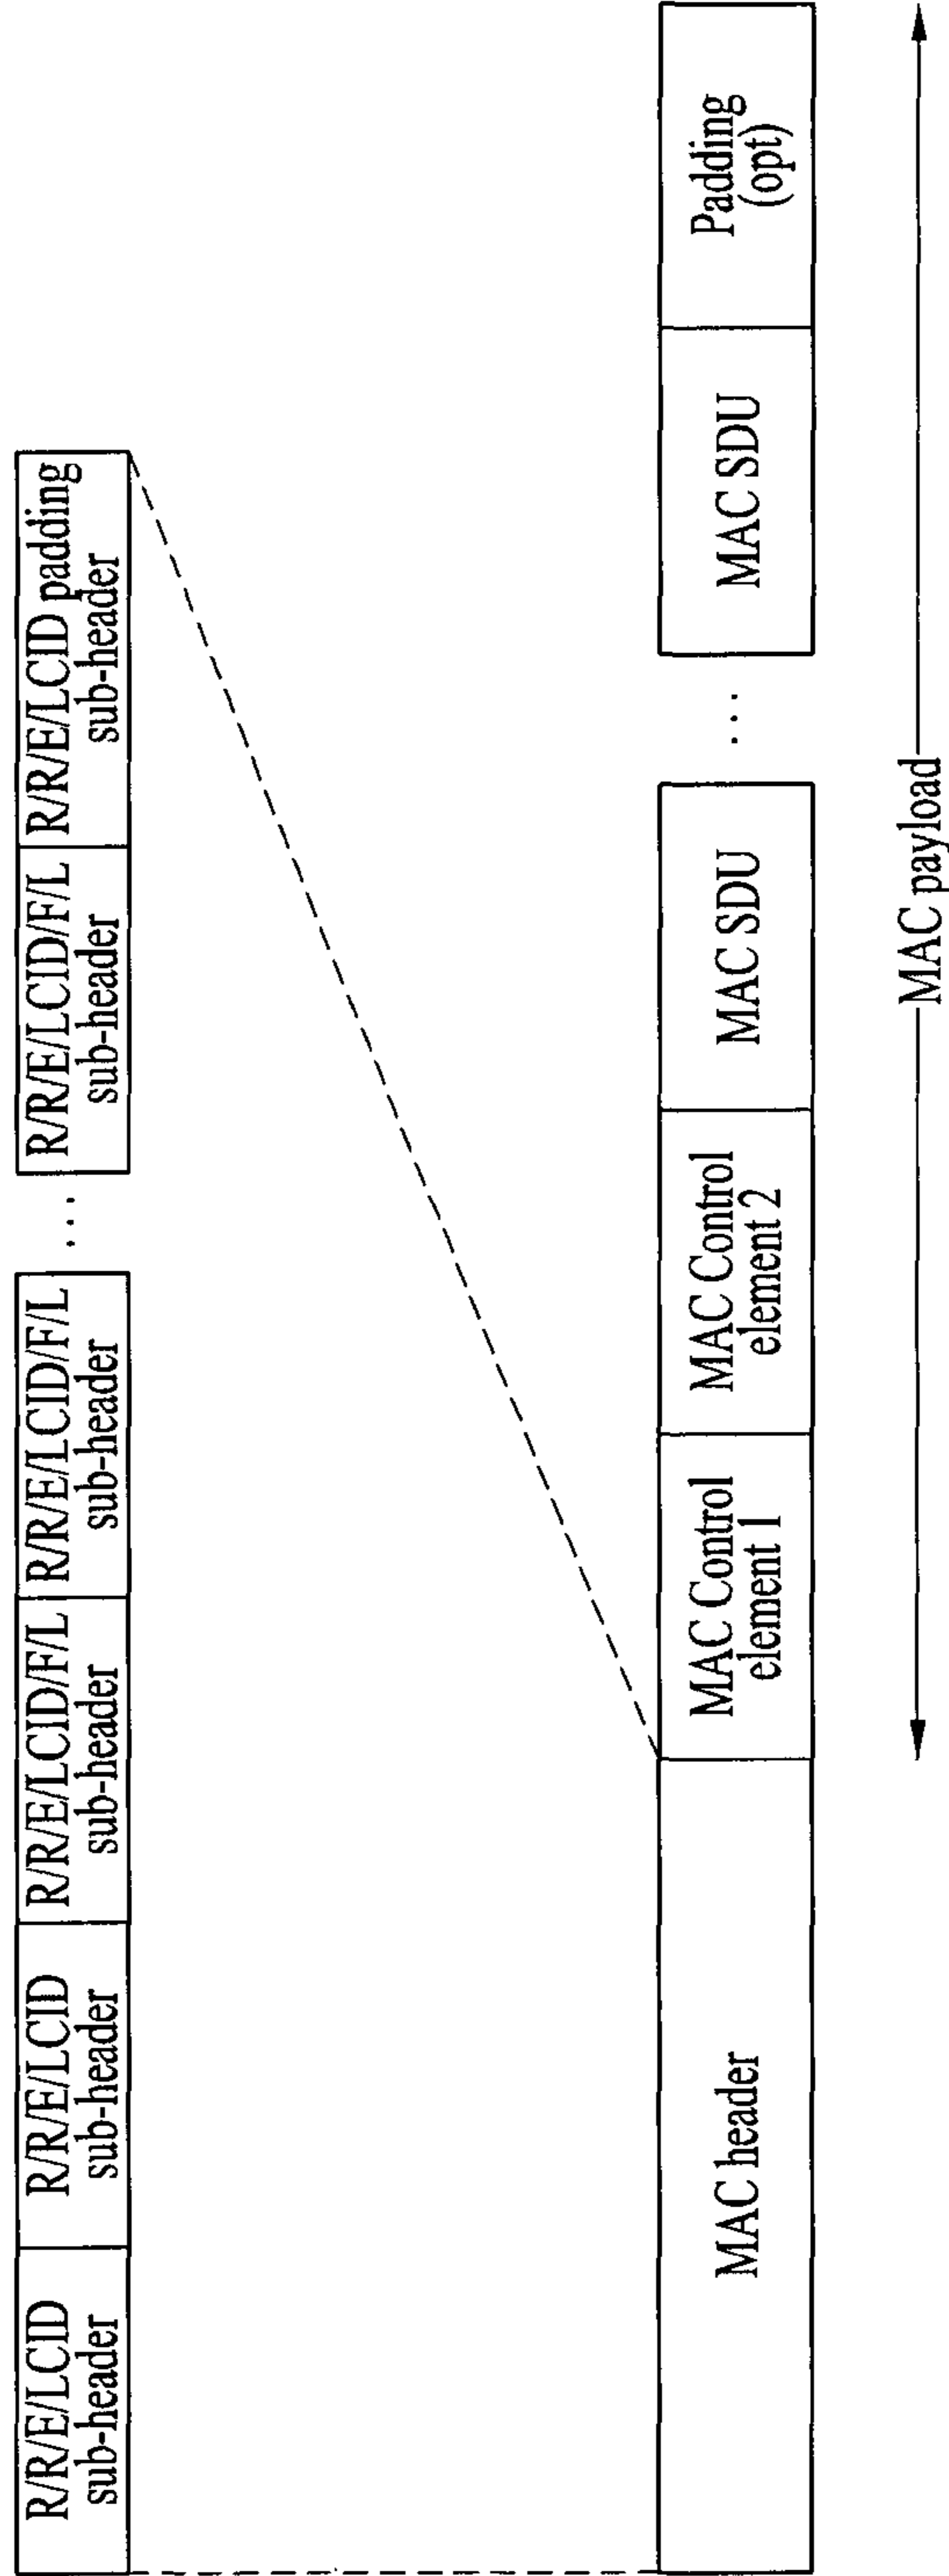 R/R/E/LCID
sub-header
R/R/E/LCID
sub-header
R/R/E/LCID/F/L
sub-header
R/R/E/LCID/F/L
sub-header
...
R/R/E/LCID/F/L
sub-header
R/R/E/LCID padding
sub-header
MAC header
MAC Control
element 1
MAC Control
element 2
MAC SDU
...
MAC SDU
Padding
(opt)
MAC payload